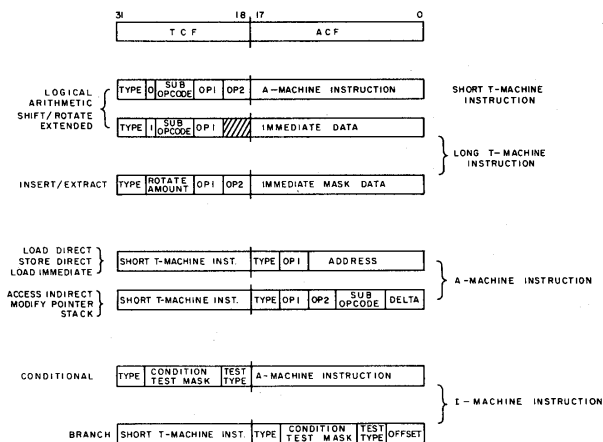 31 18 17 0
TCF ACF
LOGICAL
ARITHMETIC
SHIFT/ROTATE
EXTENDED
TYPE 0 SUB OPCODE OP1 OP2 A-MACHINE INSTRUCTION
SHORT T-MACHINE
INSTRUCTION
TYPE 1 SUB OPCODE OP1 IMMEDIATE DATA
LONG T-MACHINE
INSTRUCTION
INSERT/EXTRACT TYPE ROTATE AMOUNT OP1 OP2 IMMEDIATE MASK DATA
LOAD DIRECT
STORE DIRECT
LOAD IMMEDIATE
SHORT T-MACHINE INST. TYPE OP1 ADDRESS
A-MACHINE INSTRUCTION
ACCESS INDIRECT
MODIFY POINTER
STACK
SHORT T-MACHINE INST. TYPE OP1 OP2 SUB OPCODE DELTA
CONDITIONAL TYPE CONDITION TEST MASK TEST TYPE A-MACHINE INSTRUCTION
I-MACHINE INSTRUCTION
BRANCH SHORT T-MACHINE INST. TYPE CONDITION TEST MASK TEST TYPE OFFSET